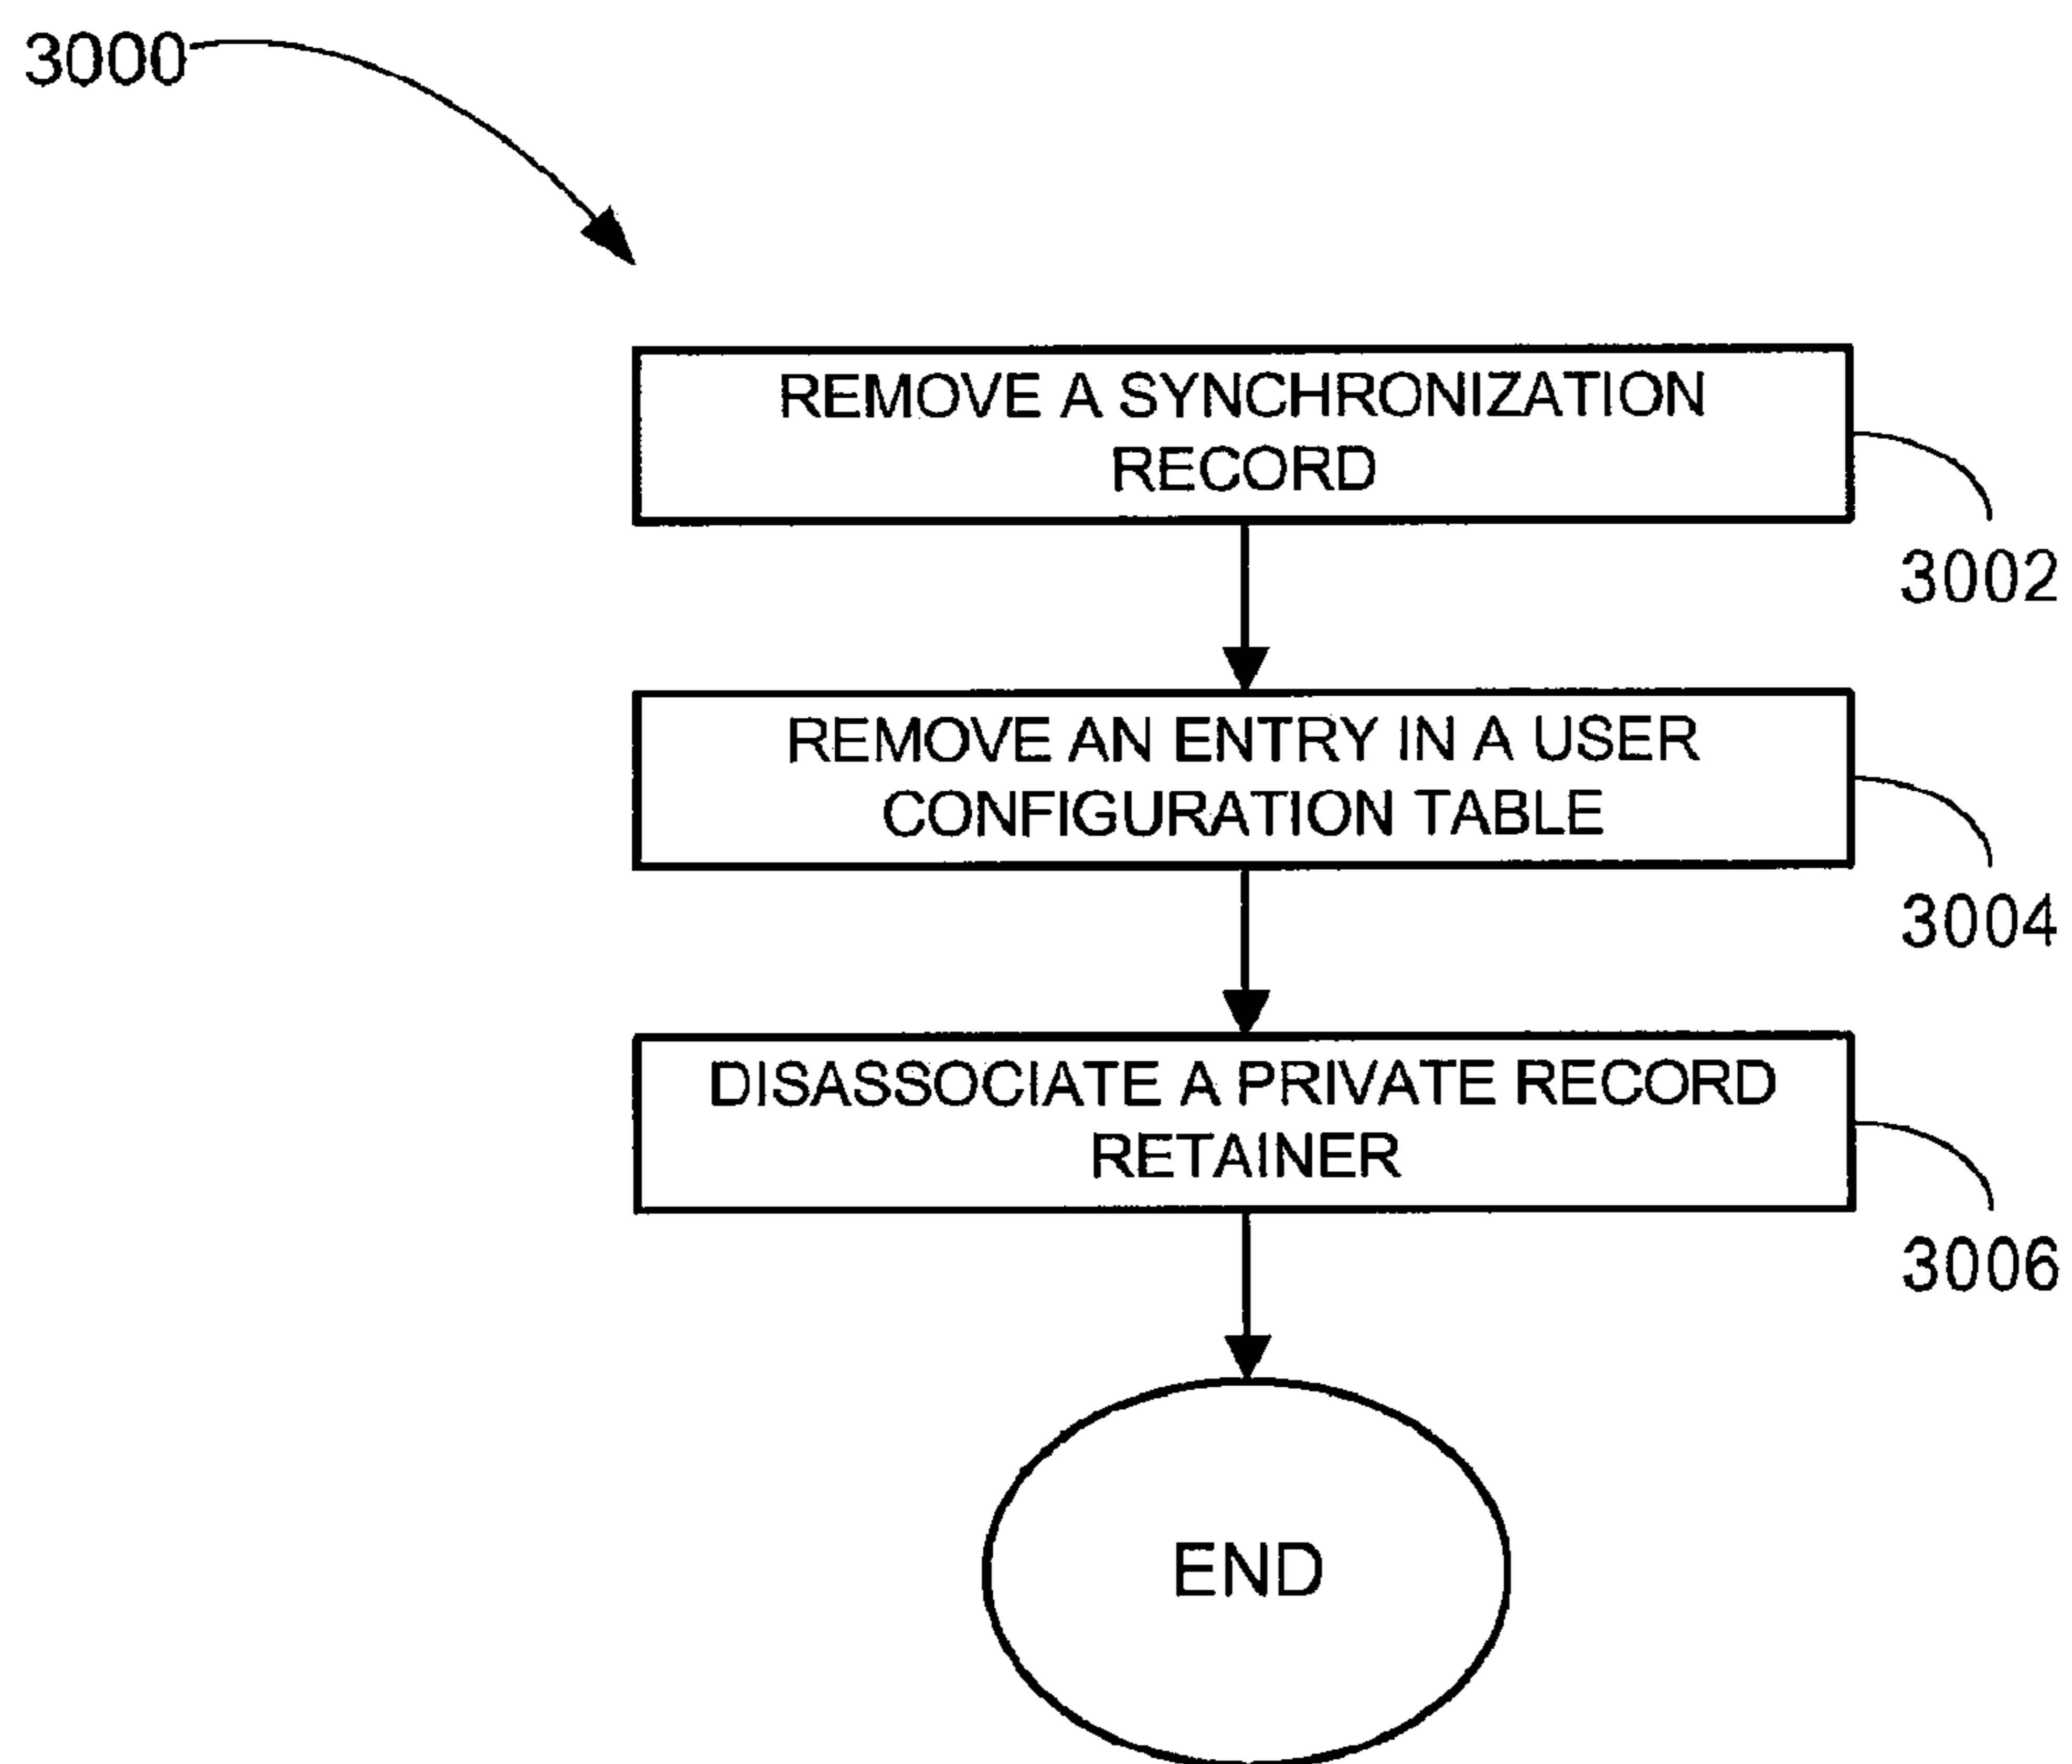 3000
REMOVE A SYNCHRONIZATION
RECORD
3002
REMOVE AN ENTRY IN A USER
CONFIGURATION TABLE
3004
DISASSOCIATE A PRIVATE RECORD
RETAINER
3006
END